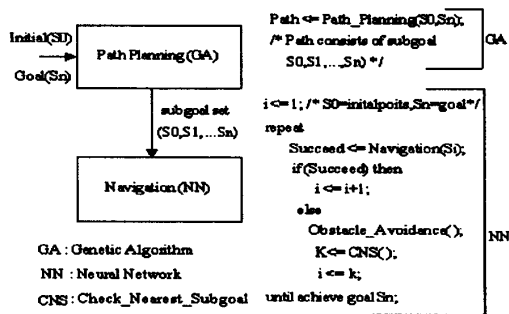 Initial(S0)
Goal(Sn)
Path Planning (GA)
subgoal set
(S0,S1,...Sn)
Navigation(NN)
GA : Genetic Algorithm
NN : Neural Network
CNS : Check_Nearest_Subgoal
Path <= Path_Planning(S0,Sn);
/* Path consists of subgoal
S0,S1,...,Sn) */
GA
i<=1; /* S0=initalpoits,Sn=goal*/
repeat
Succeed <= Navigation(Si);
if(Succeed) then
i <= i+1;
else
Obstacle_Avoidance();
K<= CNS();
i <= k;
until achieve goal Sn;
NN